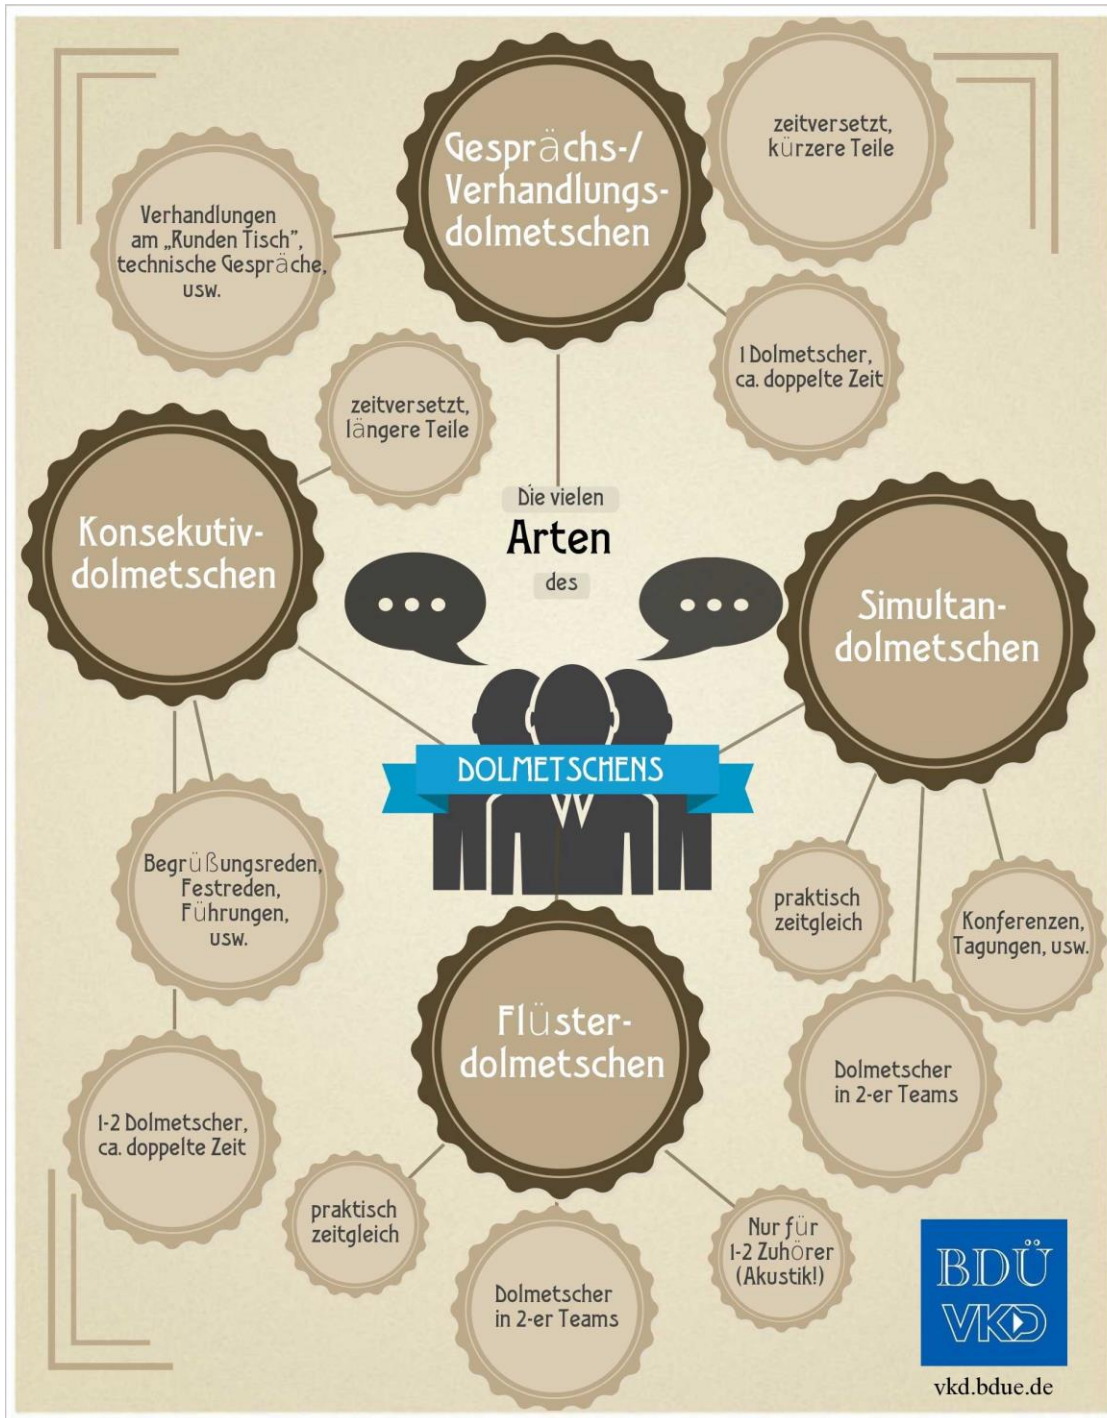 Gesprächs-/
Verhandlungs-
dolmetschen
zeitversetzt,
kürzere Teile
Verhandlungen
am „Runden Tisch”,
technische Gespräche,
usw.
1 Dolmetscher,
ca. doppelte Zeit
zeitversetzt,
längere Teile
Konsekutiv-
dolmetschen
Die vielen
Arten
des
DOLMETSCHENS
Simultan-
dolmetschen
Begrüßungsreden,
Festreden,
Führungen,
usw.
praktisch
zeitgleich
Konferenzen,
Tagungen, usw.
Flüster-
dolmetschen
Dolmetscher
in 2-er Teams
1-2 Dolmetscher,
ca. doppelte Zeit
praktisch
zeitgleich
Dolmetscher
in 2-er Teams
Nur für
1-2 Zuhörer
(Akustik!)
BDÜ
VKD
vkd.bdue.de